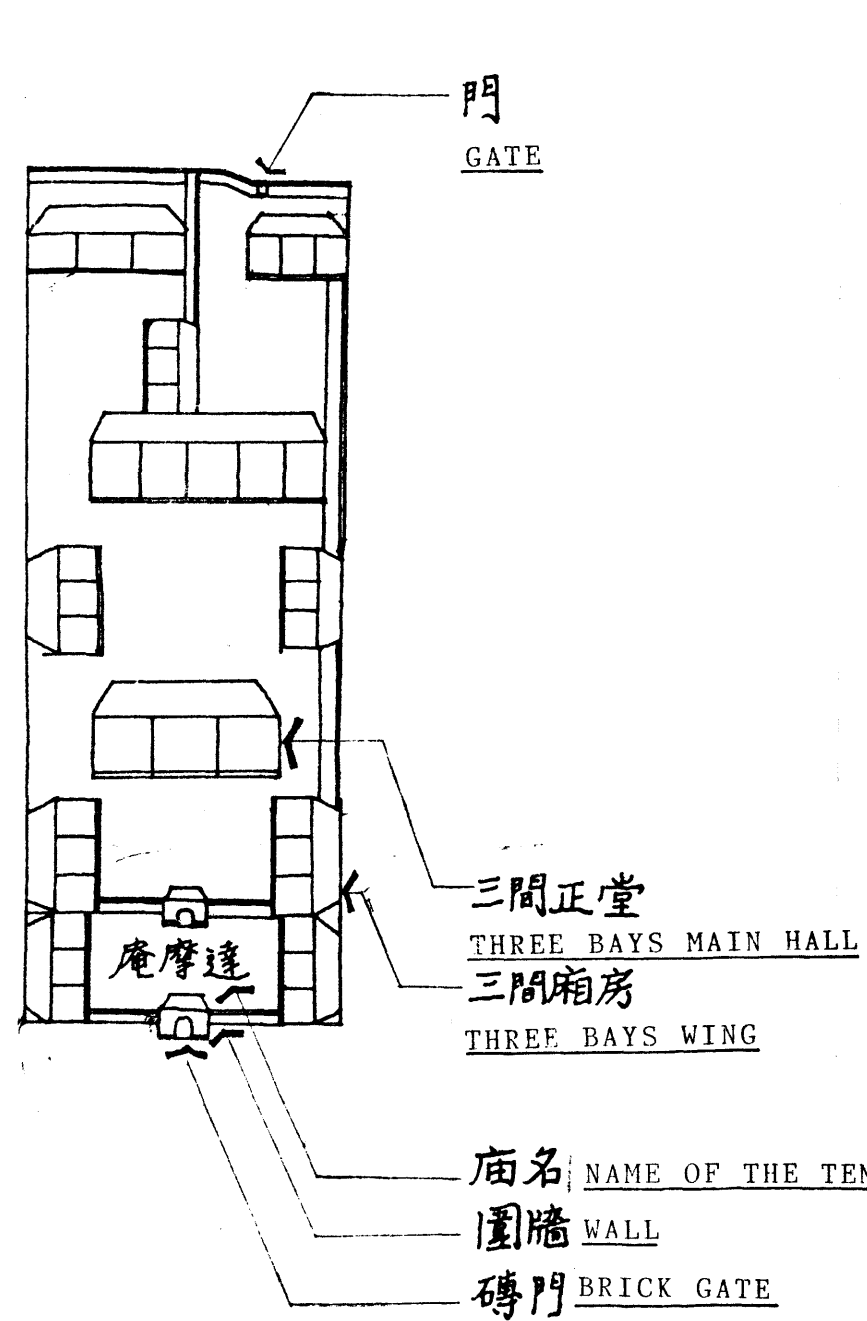 門
GATE
三間正堂
THREE BAYS MAIN HALL
三間廂房
THREE BAYS WING
達摩庵
庙名 NAME OF THE
圍牆 WALL
磚門 BRICK GATE